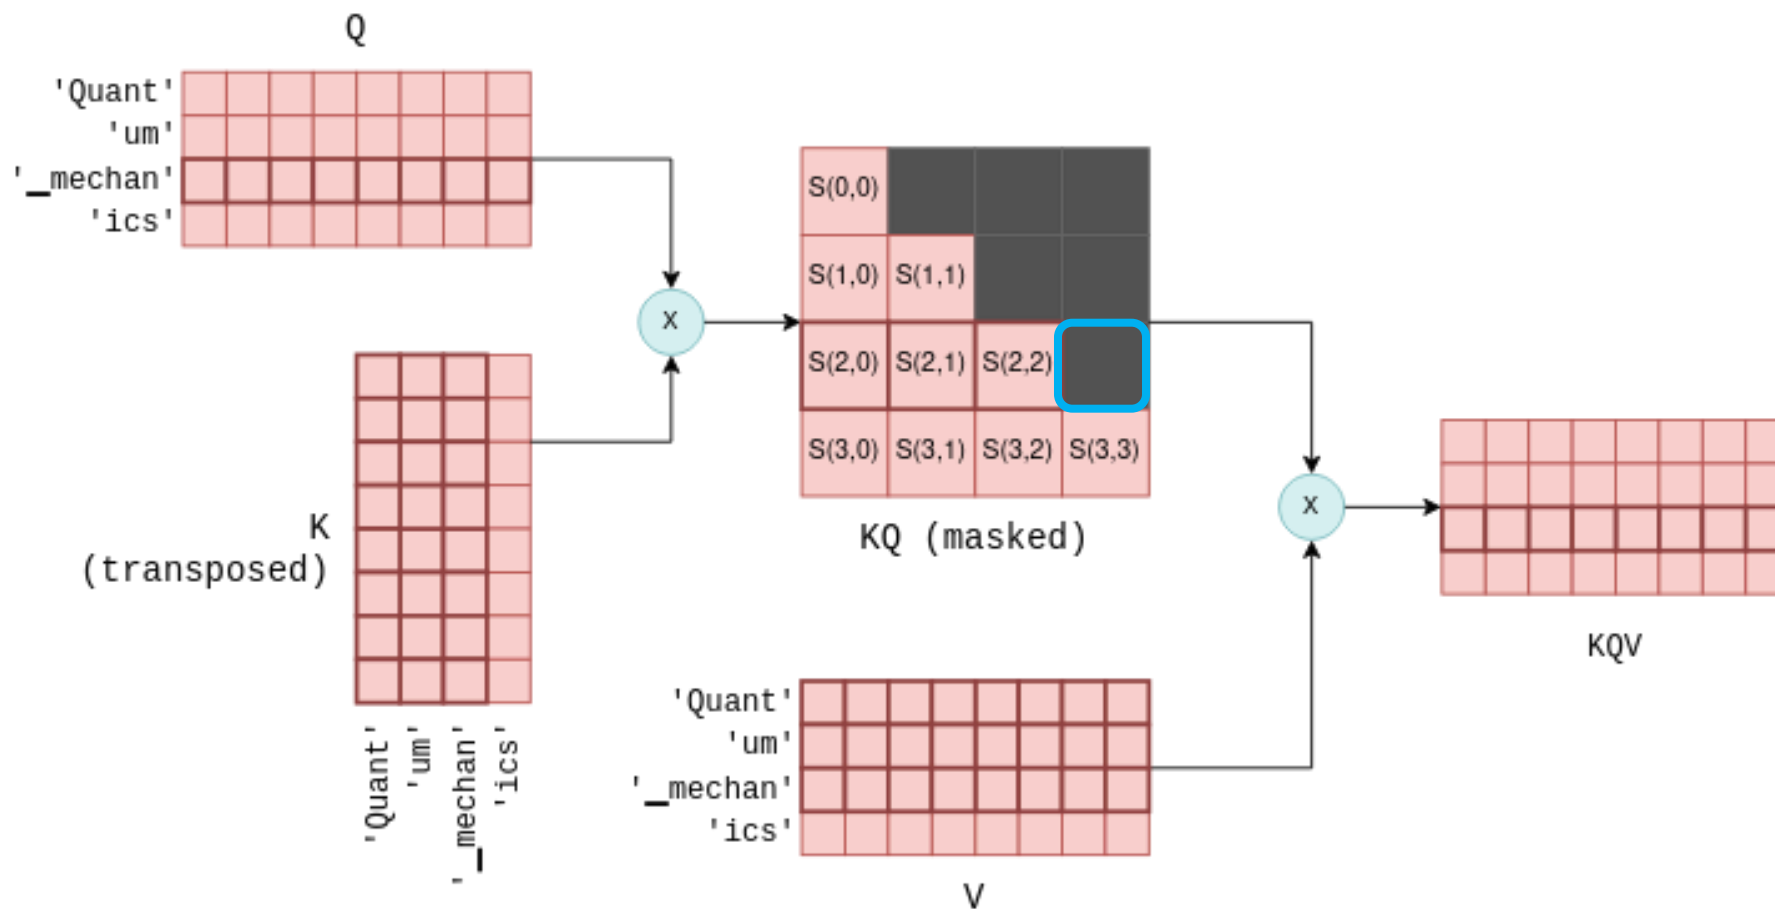 Q
'Quant'
'um'
'_mechan'
'ics'
K
(transposed)
'Quant'
'um'
'_mechan'
'ics'
X
S(0,0)
S(1,0) S(1,1)
S(2,0) S(2,1) S(2,2)
S(3,0) S(3,1) S(3,2) S(3,3)
KQ (masked)
'Quant'
'um'
'_mechan'
'ics'
V
X
KQV